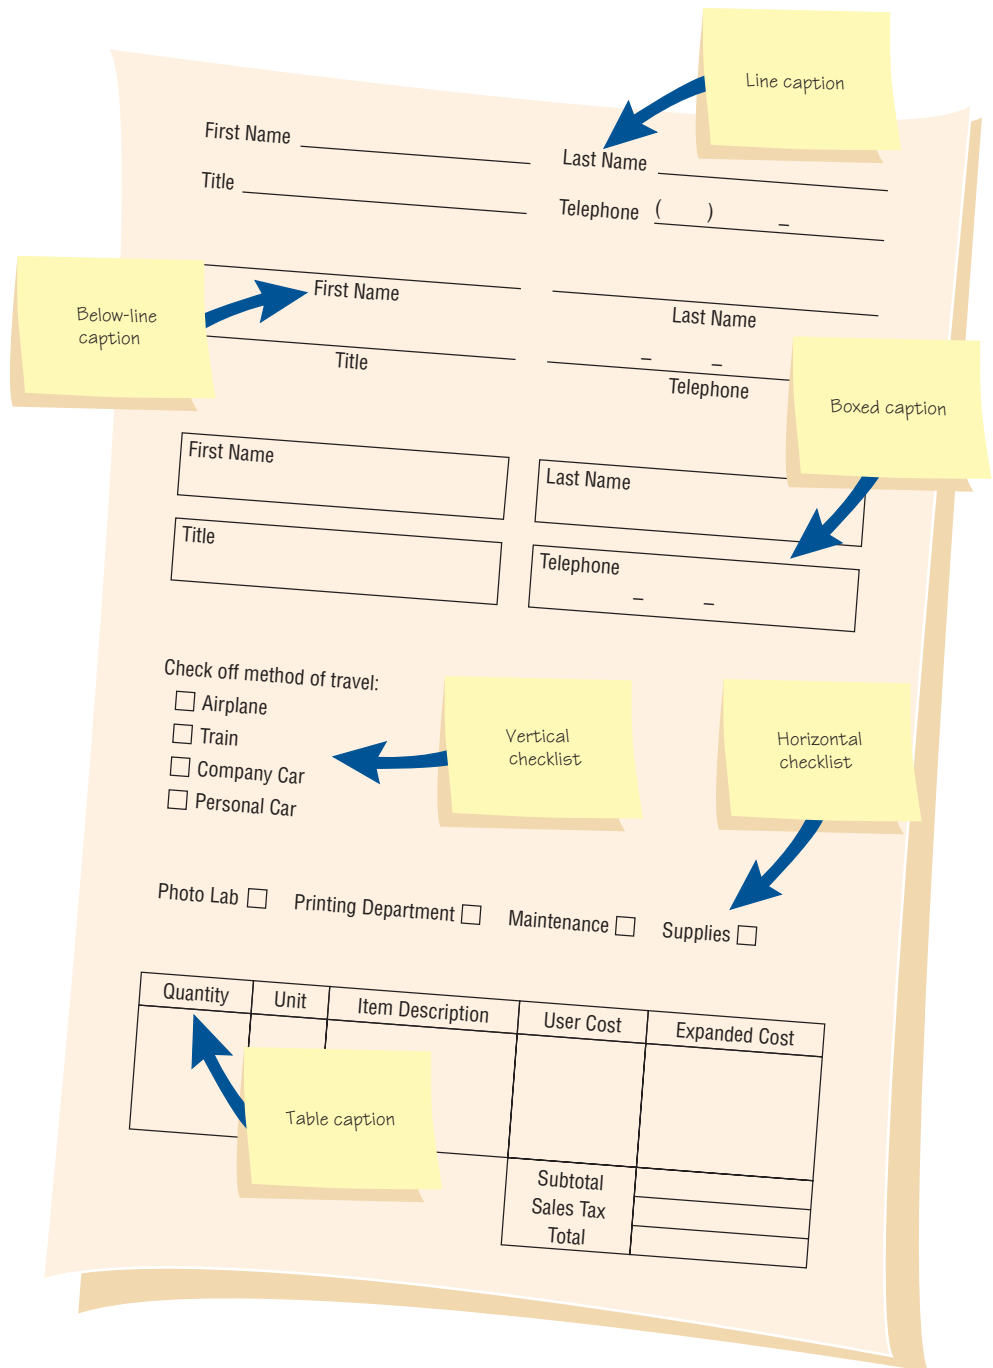 Line caption
First Name
Last Name
Title
Telephone ( ) –
Below-line
caption
First Name
Last Name
Title
– –
Telephone
Boxed caption
First Name
Last Name
Title
Telephone
– –
Check off method of travel:
Airplane
Train
Company Car
Personal Car
Vertical
checklist
Horizontal
checklist
Photo Lab
Printing Department
Maintenance
Supplies
Quantity Unit Item Description User Cost Expanded Cost
Table caption
Subtotal
Sales Tax
Total